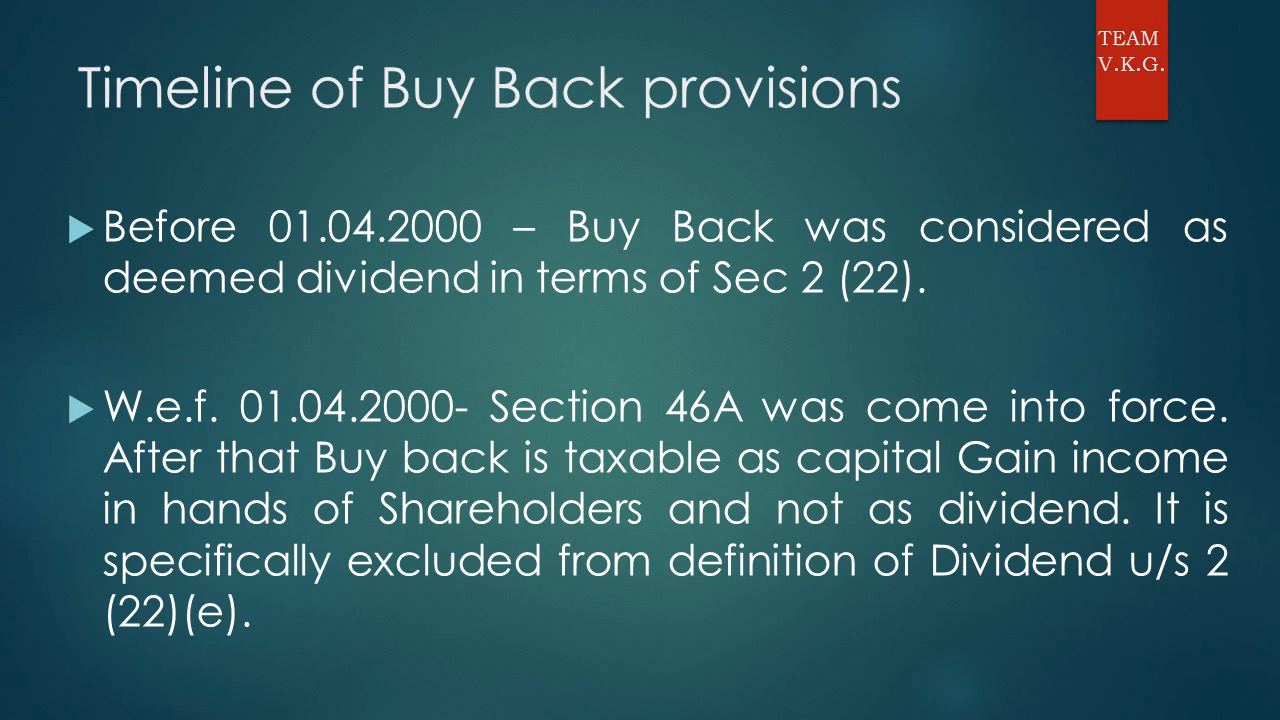 TEAM
V.K.G.
Timeline of Buy Back provisions
Before 01.04.2000 – Buy Back was considered as
deemed dividend in terms of Sec 2 (22).
W.e.f. 01.04.2000- Section 46A was come into force.
After that Buy back is taxable as capital Gain income
in hands of Shareholders and not as dividend. It is
specifically excluded from definition of Dividend u/s 2
(22)(e).